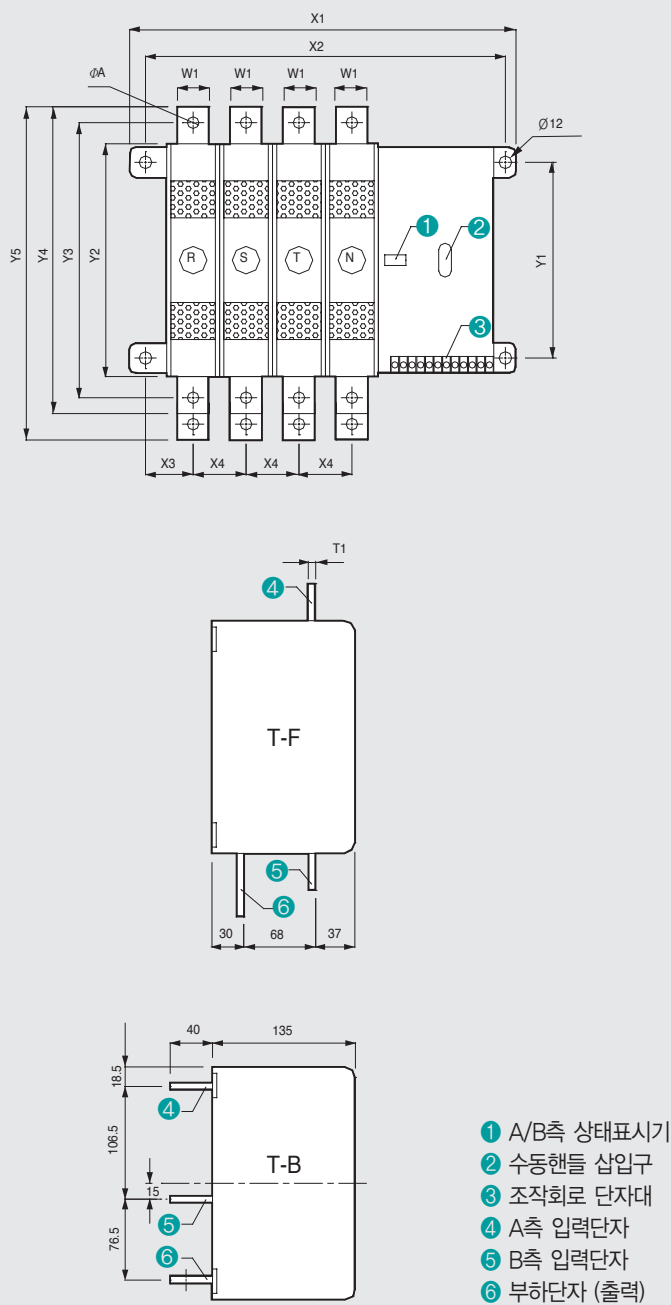 X1
X2
ΦA
W1 W1 W1 W1
Ø12
Y5
Y4
Y3
Y2
R S T N
1 2
Y1
3
X3 X4 X4 X4
T1
4
T-F
5
6
30 68 37
40 135
18.5
4
106.5
T-B
15
5
76.5
6
1 A/B측 상태표시기
2 수동핸들 삽입구
3 조작회로 단자대
4 A측 입력단자
5 B측 입력단자
6 부하단자 (출력)